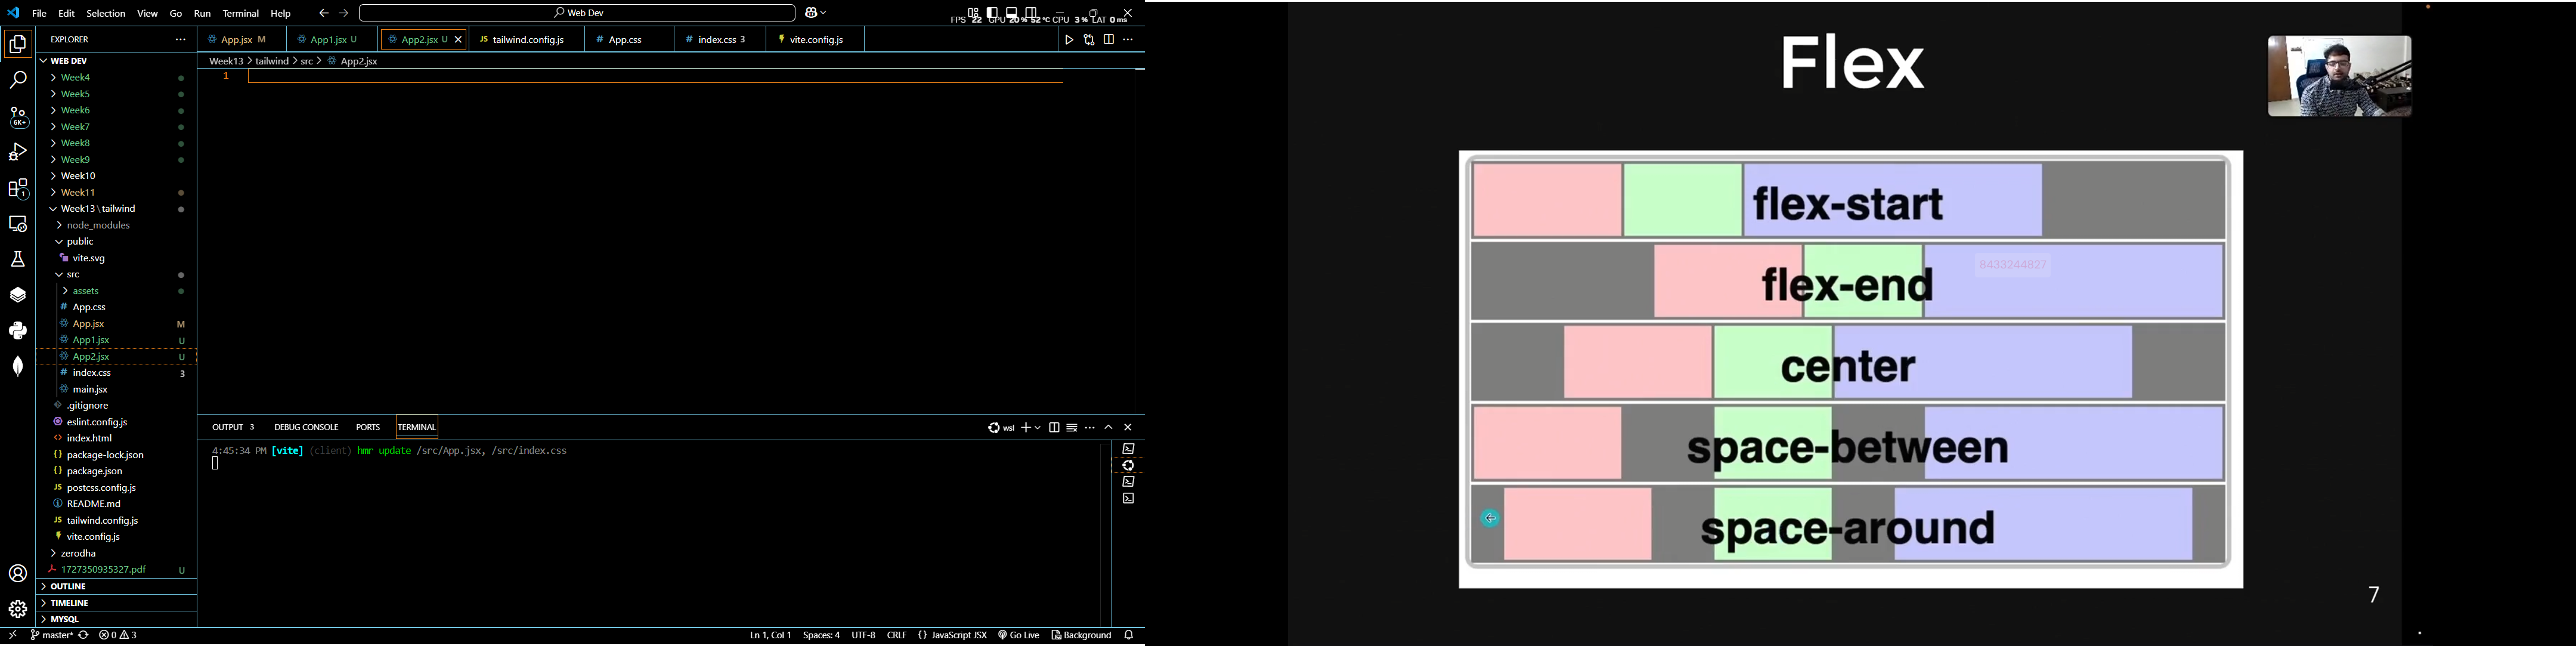 File Edit Selection View Go Run Terminal Help
Web Dev
FPS 22 GPU 20 % 52 °C CPU 3 % LAT 0 ms
EXPLORER
App.jsx M
App1.jsx U
App2.jsx U
JS tailwind.config.js
# App.css
# index.css 3
vite.config.js
WEB DEV
Week4
Week5
Week6
Week7
Week8
Week9
Week10
Week11
Week13\tailwind
node_modules
public
vite.svg
src
assets
# App.css
App.jsx M
App1.jsx U
App2.jsx U
# index.css 3
main.jsx
.gitignore
eslint.config.js
<> index.html
{} package-lock.json
{} package.json
JS postcss.config.js
README.md
JS tailwind.config.js
vite.config.js
zerodha
1727350935327.pdf U
OUTLINE
TIMELINE
MYSQL
6K+
1
Week13 > tailwind > src > App2.jsx
1
OUTPUT 3 DEBUG CONSOLE PORTS TERMINAL
wsl
4:45:34 PM [vite] (client) hmr update /src/App.jsx, /src/index.css
master* 0 3
Ln 1, Col 1 Spaces: 4 UTF-8 CRLF {} JavaScript JSX Go Live Background
Flex
flex-start
flex-end
8433244827
center
space-between
space-around
7